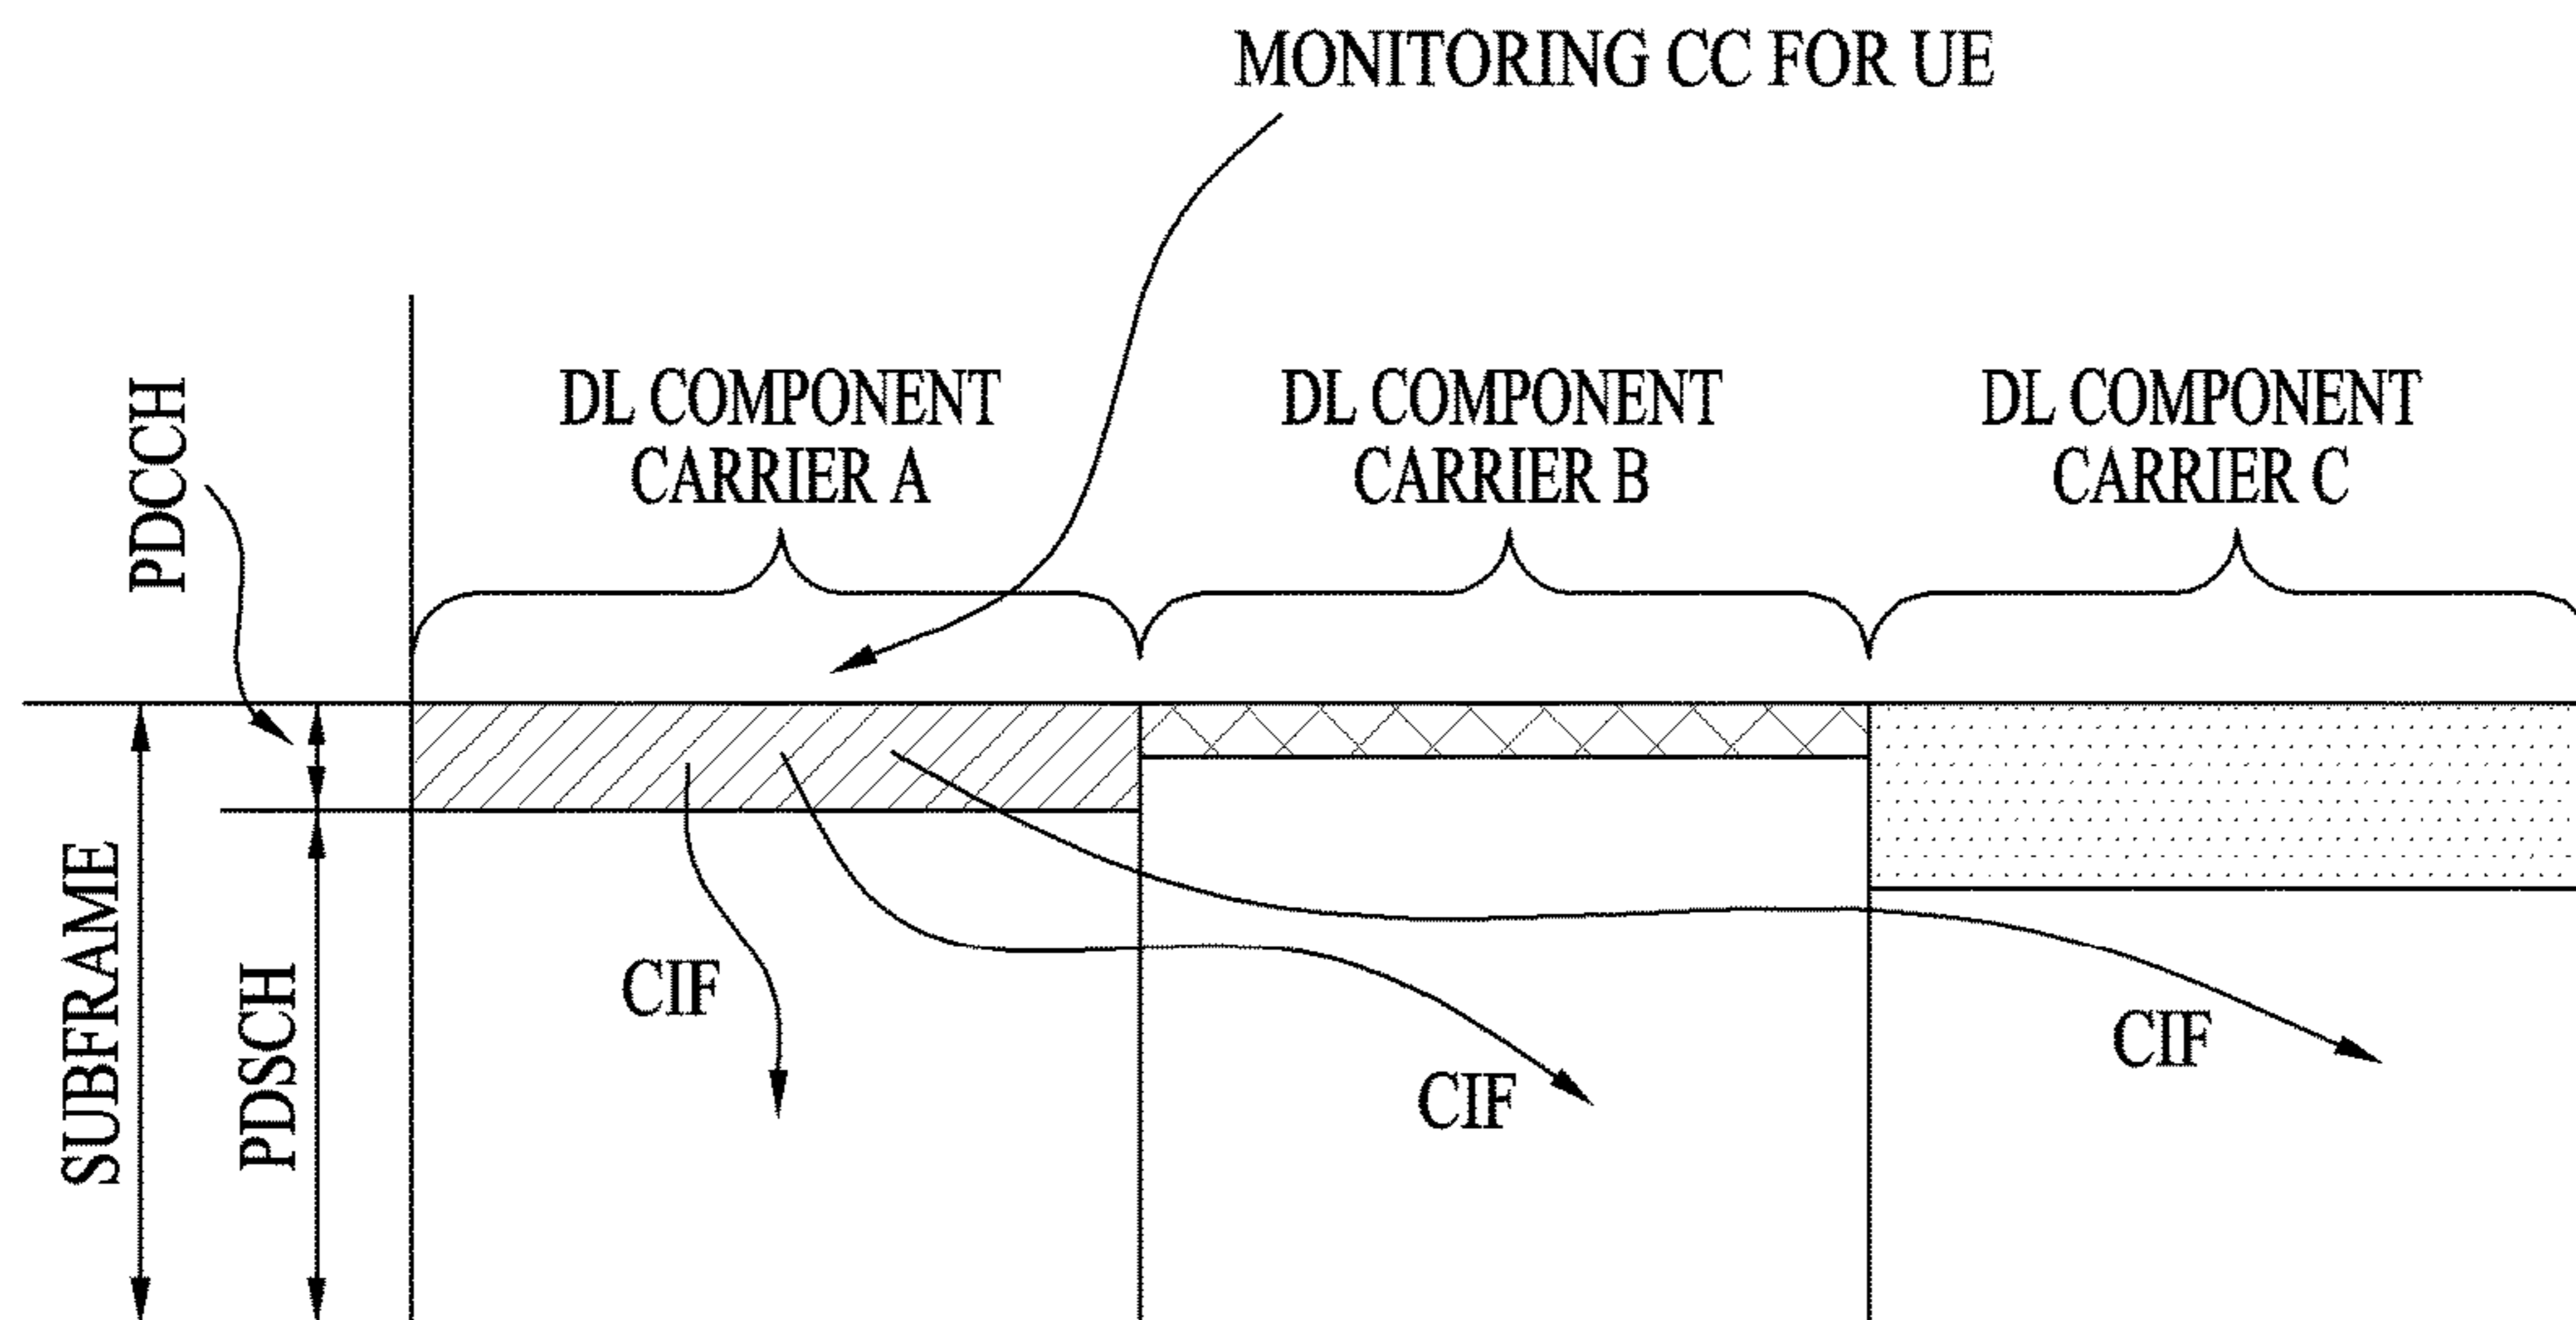 MONITORING CC FOR UE
DL COMPONENT
CARRIER A
DL COMPONENT
CARRIER B
DL COMPONENT
CARRIER C
PDCCH
SUBFRAME
PDSCH
CIF
CIF
CIF